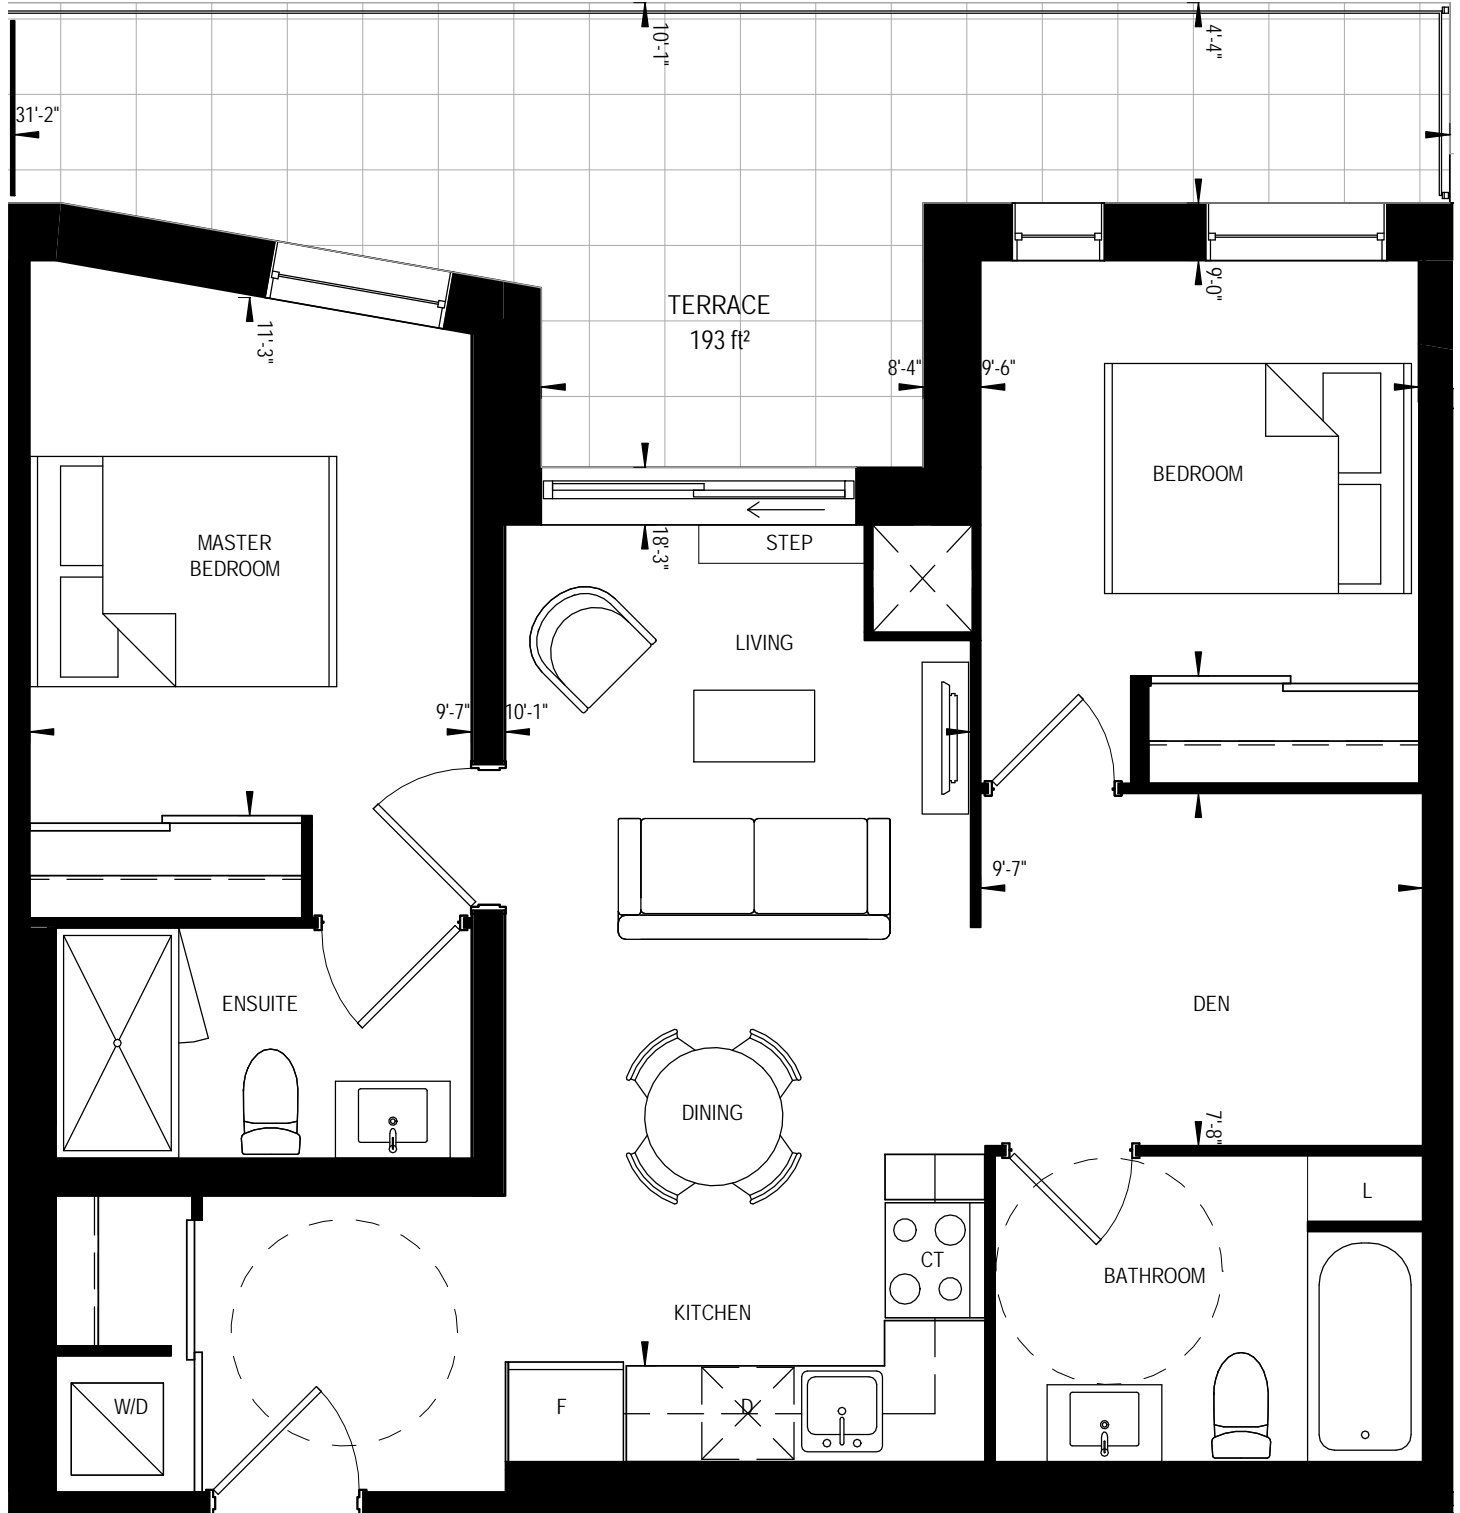 10'-1"
4'-4"
31'-2"
9'-0"
TERRACE
193 ft²
11'-3"
8'-4"
9'-6"
BEDROOM
MASTER
BEDROOM
18'-3"
STEP
LIVING
9'-7"
10'-1"
9'-7"
ENSUITE
DEN
DINING
7'-8"
L
CT
BATHROOM
KITCHEN
W/D
F
D